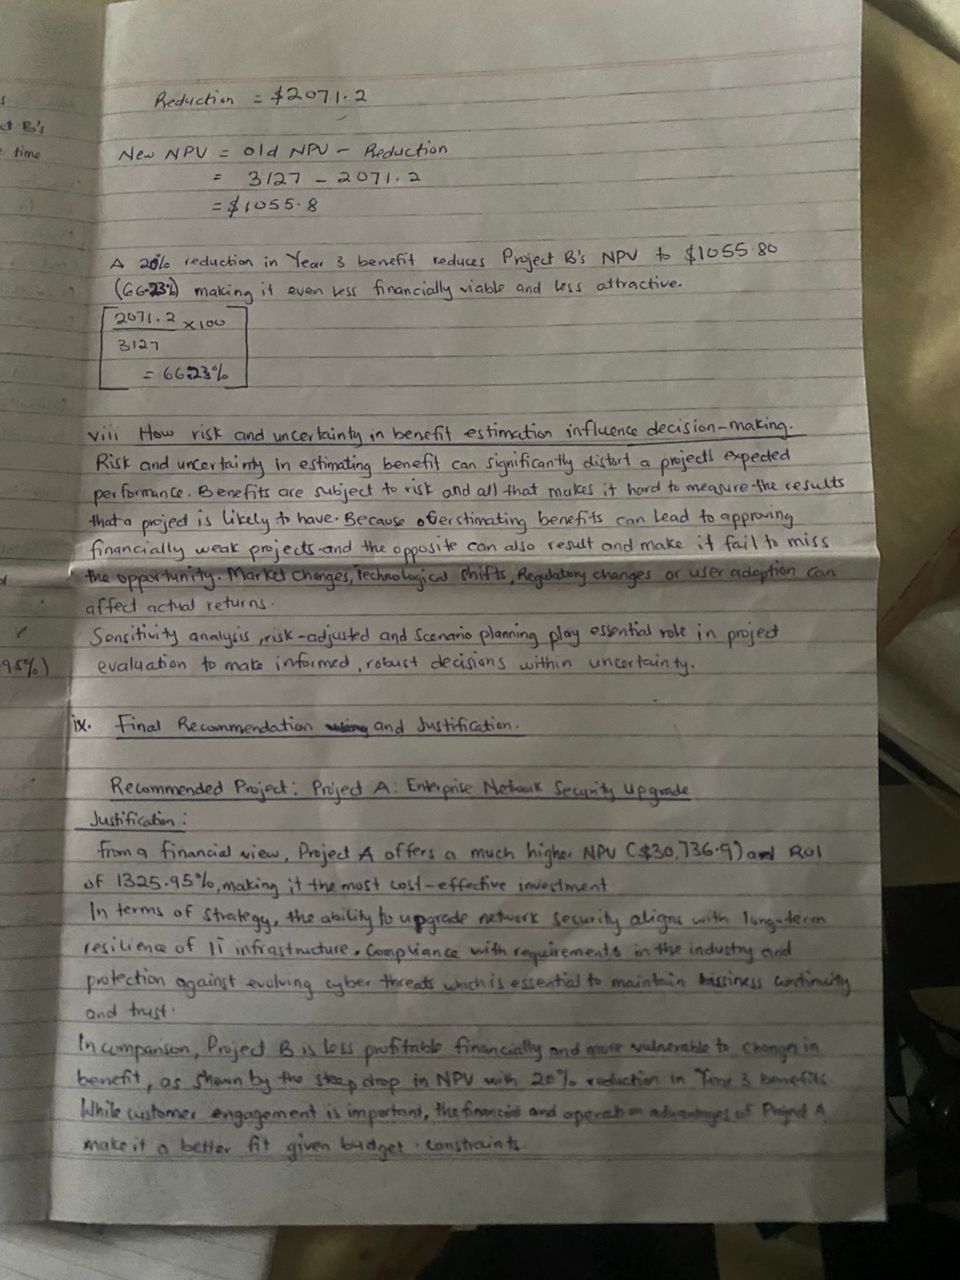 s
ct B's
e time
95%)
Reduction = $2071.2
New NPV = old NPV - Reduction
= 3127 - 2071.2
= $1055.8
A 20% reduction in Year 3 benefit reduces Project B's NPV to $1055.80
(66.23%) making it even less financially viable and less attractive.
2071.2 x100
3127
= 66.23%
viii How risk and uncertainty in benefit estimation influence decision-making.
Risk and uncertainty in estimating benefit can significantly distort a project's expected
performance. Benefits are subject to risk and all that makes it hard to measure the results
that a project is likely to have. Because overstimating benefits can lead to approving
financially weak projects and the opposite can also result and make it fail to miss
the opportunity. Market Changes, Technological Shifts, Regulatory changes or user adoption can
affect actual returns.
Sensitivity analysis, risk-adjusted and Scenario planning play essential role in project
evaluation to make informed, robust decisions within uncertainty.
ix. Final Recommendation and Justification.
Recommended Project: Project A: Enterprise Network Security Upgrade
Justification:
From a financial view, Project A offers a much higher NPV ($30,736.9) and ROI
of 1325.95%, making it the most cost-effective investment
In terms of strategy, the ability to upgrade network security aligns with long-term
resilience of IT infrastructure, Compliance with requirements in the industry and
protection against evolving cyber threats which is essential to maintain bussiness continuity
and trust.
In comparison, Project B is less profitable financially and more vulnerable to change in
benefit, as shown by the steep drop in NPV with 20% reduction in Year 3 benefits
While customer engagement is important, the financial and operation advantages of Project A
make it a better fit given budget constraints.